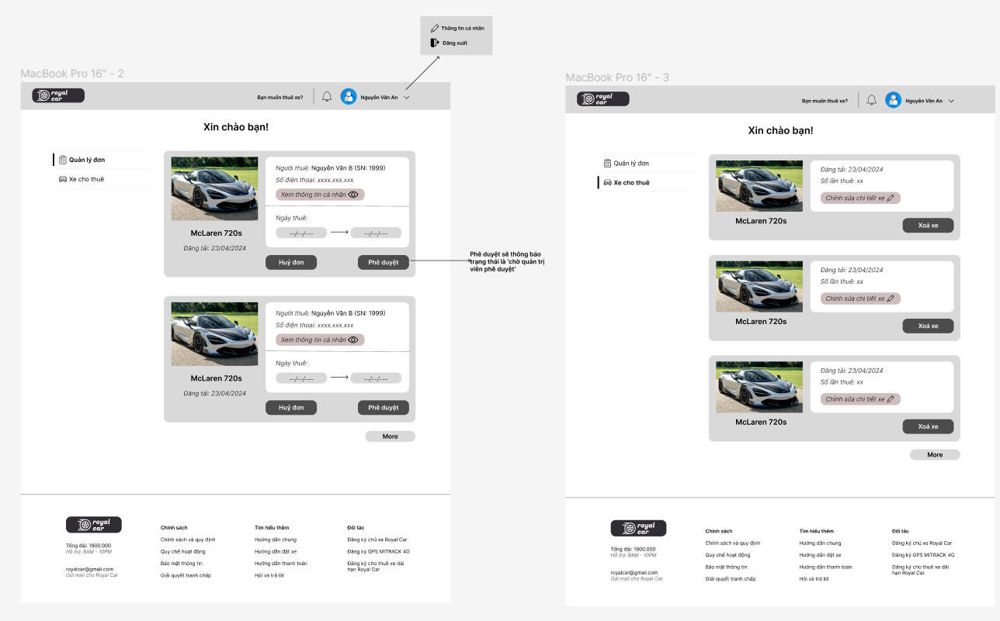 Thông tin cá nhân
Đăng xuất
MacBook Pro 16" - 2
royal
car
Bạn muốn thuê xe?
Nguyễn Văn An
Xin chào bạn!
Quản lý đơn
Xe cho thuê
McLaren 720s
Đăng tải: 23/04/2024
Người thuê: Nguyễn Văn B (SN: 1999)
Số điện thoại: xxxx.xxx.xxx
Xem thông tin cá nhân
Ngày thuê:
--/--/---
--/--/---
Huỷ đơn
Phê duyệt
Phê duyệt sẽ thông báo
trạng thái là 'chờ quản trị
viên phê duyệt'
McLaren 720s
Đăng tải: 23/04/2024
Người thuê: Nguyễn Văn B (SN: 1999)
Số điện thoại: xxxx.xxx.xxx
Xem thông tin cá nhân
Ngày thuê:
--/--/---
--/--/---
Huỷ đơn
Phê duyệt
More
royal
car
Tổng đài: 1900.000
Hỗ trợ: 8AM - 10PM
royalcar@gmail.com
Gửi mail cho Royal Car
Chính sách
Chính sách và quy định
Quy chế hoạt động
Bảo mật thông tin
Giải quyết tranh chấp
Tìm hiểu thêm
Hướng dẫn chung
Hướng dẫn đặt xe
Hướng dẫn thanh toán
Hỏi và trả lời
Đối tác
Đăng ký chủ xe Royal Car
Đăng ký GPS MITRACK 4G
Đăng ký cho thuê xe dài
hạn Royal Car
MacBook Pro 16" - 3
royal
car
Bạn muốn thuê xe?
Nguyễn Văn An
Xin chào bạn!
Quản lý đơn
Xe cho thuê
McLaren 720s
Đăng tải: 23/04/2024
Số lần thuê: xx
Chỉnh sửa chi tiết xe
Xoá xe
McLaren 720s
Đăng tải: 23/04/2024
Số lần thuê: xx
Chỉnh sửa chi tiết xe
Xoá xe
McLaren 720s
Đăng tải: 23/04/2024
Số lần thuê: xx
Chỉnh sửa chi tiết xe
Xoá xe
More
royal
car
Tổng đài: 1900.000
Hỗ trợ: 8AM - 10PM
royalcar@gmail.com
Gửi mail cho Royal Car
Chính sách
Chính sách và quy định
Quy chế hoạt động
Bảo mật thông tin
Giải quyết tranh chấp
Tìm hiểu thêm
Hướng dẫn chung
Hướng dẫn đặt xe
Hướng dẫn thanh toán
Hỏi và trả lời
Đối tác
Đăng ký chủ xe Royal Car
Đăng ký GPS MITRACK 4G
Đăng ký cho thuê xe dài
hạn Royal Car